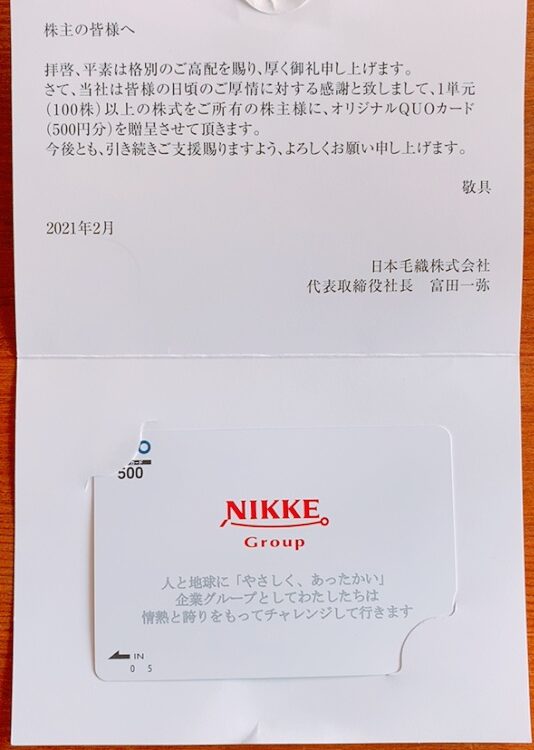 株主の皆様へ
拝啓、平素は格別のご高配を賜り、厚く御礼申し上げます。
さて、当社は皆様の日頃のご厚情に対する感謝と致しまして、1単元
(100株)以上の株式をご所有の株主様に、オリジナルQUOカード
(500円分)を贈呈させて頂きます。
今後とも、引き続きご支援賜りますよう、よろしくお願い申し上げます。
敬具
2021年2月
日本毛織株式会社
代表取締役社長　富田一弥
500
NIKKE
Group
人と地球に「やさしく、あったかい」
企業グループとしてわたしたちは
情熱と誇りをもってチャレンジして行きます
IN
0 5